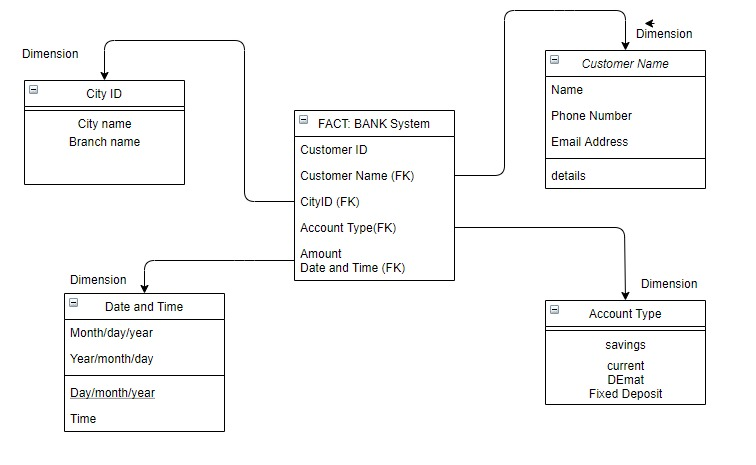 Dimension
City ID
City name
Branch name
Dimension
Customer Name
Name
Phone Number
Email Address
details
FACT: BANK System
Customer ID
Customer Name (FK)
CityID (FK)
Account Type(FK)
Amount
Date and Time (FK)
Dimension
Date and Time
Month/day/year
Year/month/day
Day/month/year
Time
Dimension
Account Type
savings
current
DEmat
Fixed Deposit